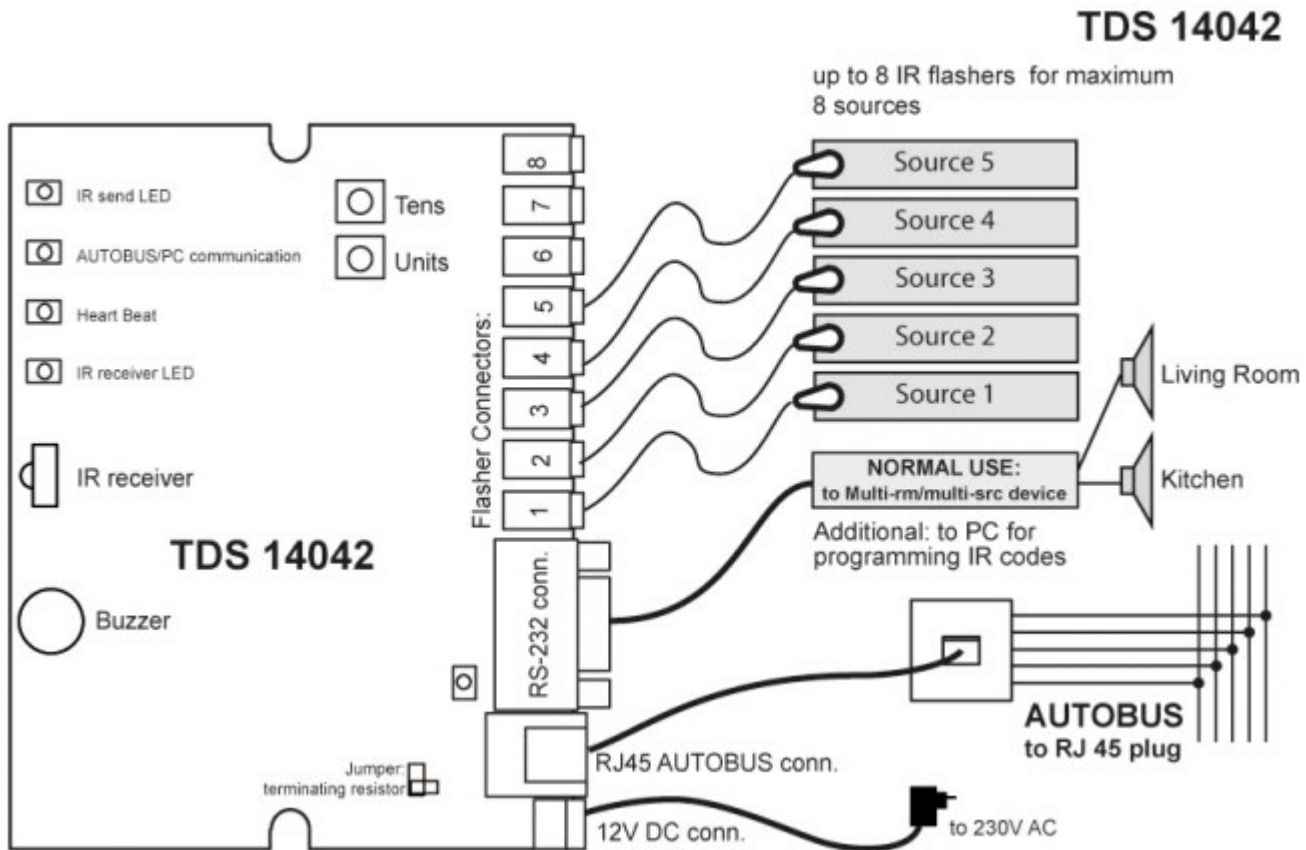 TDS 14042
up to 8 IR flashers for maximum
8 sources
IR send LED
AUTOBUS/PC communication
Heart Beat
IR receiver LED
Tens
Units
IR receiver
TDS 14042
Buzzer
Jumper:
terminating resistor
Flasher Connectors:
8
7
6
5
4
3
2
1
RS-232 conn.
RJ45 AUTOBUS conn.
12V DC conn.
Source 5
Source 4
Source 3
Source 2
Source 1
NORMAL USE:
to Multi-rm/multi-src device
Additional: to PC for
programming IR codes
Living Room
Kitchen
AUTOBUS
to RJ 45 plug
to 230V AC